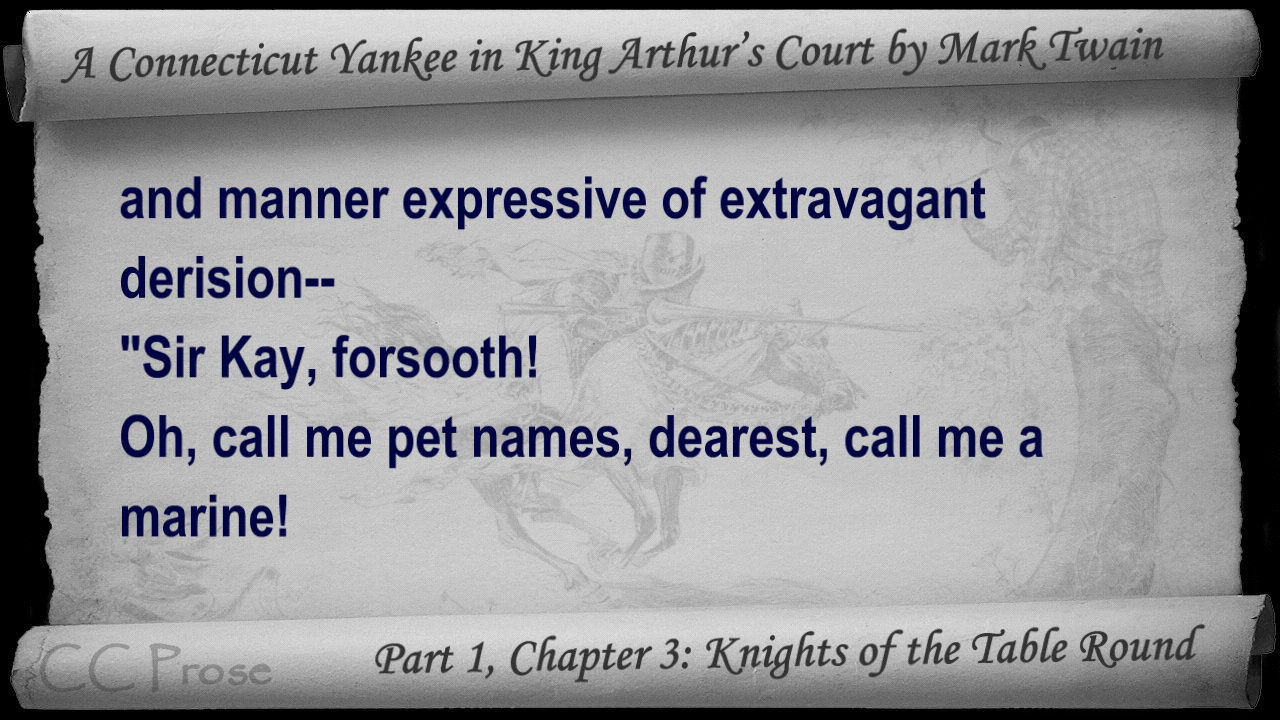 A Connecticut Yankee in King Arthur's Court by Mark Twain
and manner expressive of extravagant
derision--
"Sir Kay, forsooth!
Oh, call me pet names, dearest, call me a
marine!
CC Prose
Part 1, Chapter 3: Knights of the Table Round